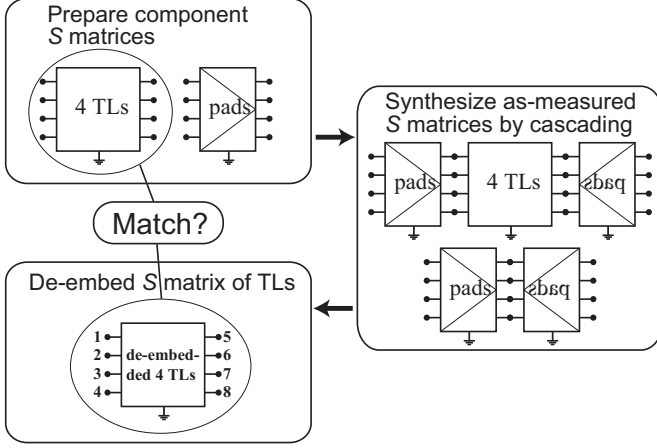 Prepare component
S matrices
4 TLs
pads
Synthesize as-measured
S matrices by cascading
pads
4 TLs
pads
pads
pads
Match?
De-embed S matrix of TLs
1
2
3
4
de-embed-
ded 4 TLs
5
6
7
8